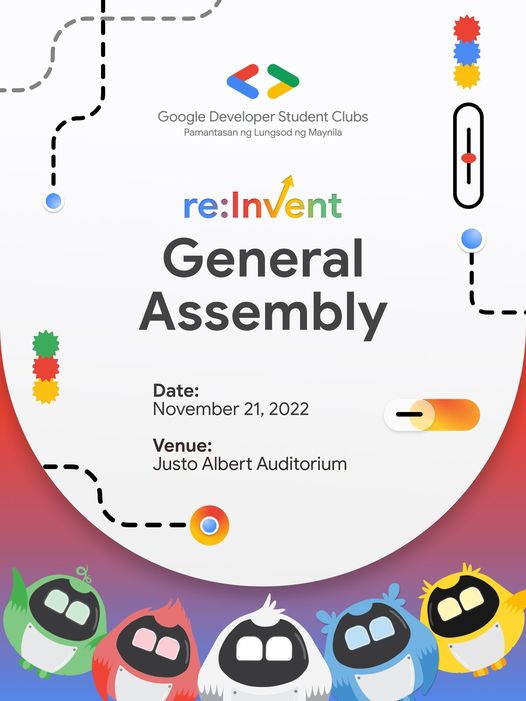 Google Developer Student Clubs
Pamantasan ng Lungsod ng Maynila
re:Invent
General
Assembly
Date:
November 21, 2022
Venue:
Justo Albert Auditorium